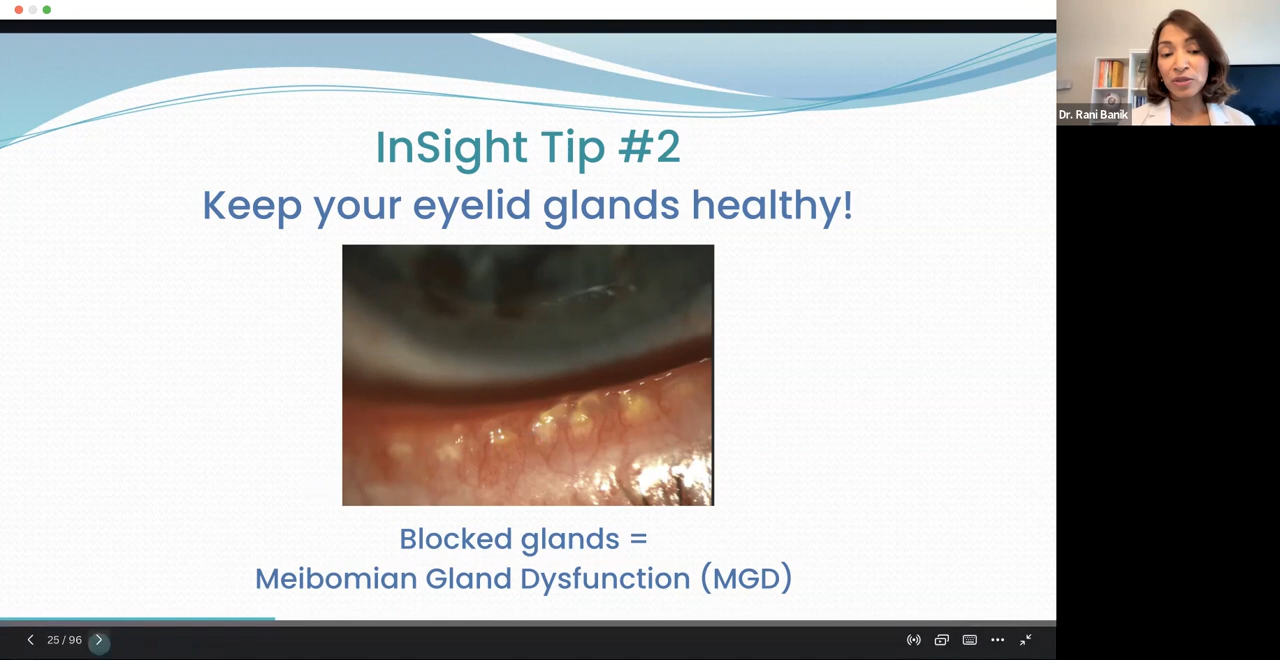 Dr. Rani Banik
InSight Tip #2
Keep your eyelid glands healthy!
Blocked glands =
Meibomian Gland Dysfunction (MGD)
25 / 96